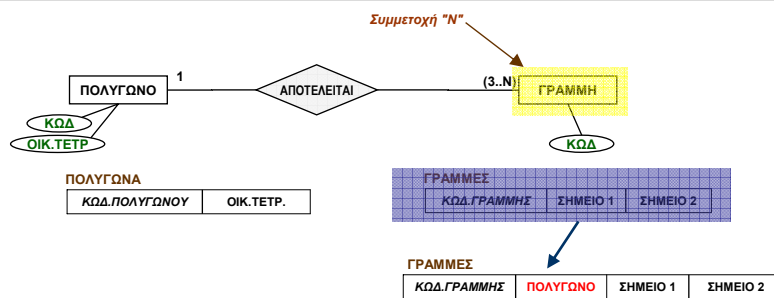 Συμμετοχή "Ν"
1
(3..Ν)
ΠΟΛΥΓΩΝΟ
ΑΠΟΤΕΛΕΙΤΑΙ
ΓΡΑΜΜΗ
ΚΩΔ
ΟΙΚ.ΤΕΤΡ
ΚΩΔ
ΠΟΛΥΓΩΝΑ
ΚΩΔ.ΠΟΛΥΓΩΝΟΥ ΟΙΚ.ΤΕΤΡ.
ΓΡΑΜΜΕΣ
ΚΩΔ.ΓΡΑΜΜΗΣ ΣΗΜΕΙΟ 1 ΣΗΜΕΙΟ 2
ΓΡΑΜΜΕΣ
ΚΩΔ.ΓΡΑΜΜΗΣ ΠΟΛΥΓΩΝΟ ΣΗΜΕΙΟ 1 ΣΗΜΕΙΟ 2